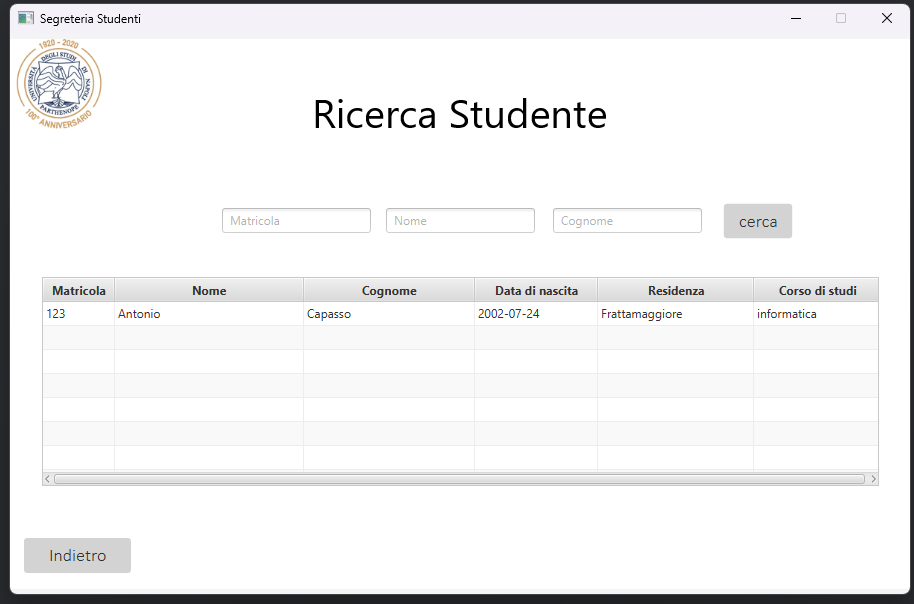 Segreteria Studenti
1920 - 2020
UNIVERSITÀ DEGLI STUDI DI NAPOLI
PARTHENOPE
100° ANNIVERSARIO
Ricerca Studente
Matricola Nome Cognome cerca
Matricola Nome Cognome Data di nascita Residenza Corso di studi
123 Antonio Capasso 2002-07-24 Frattamaggiore informatica
Indietro